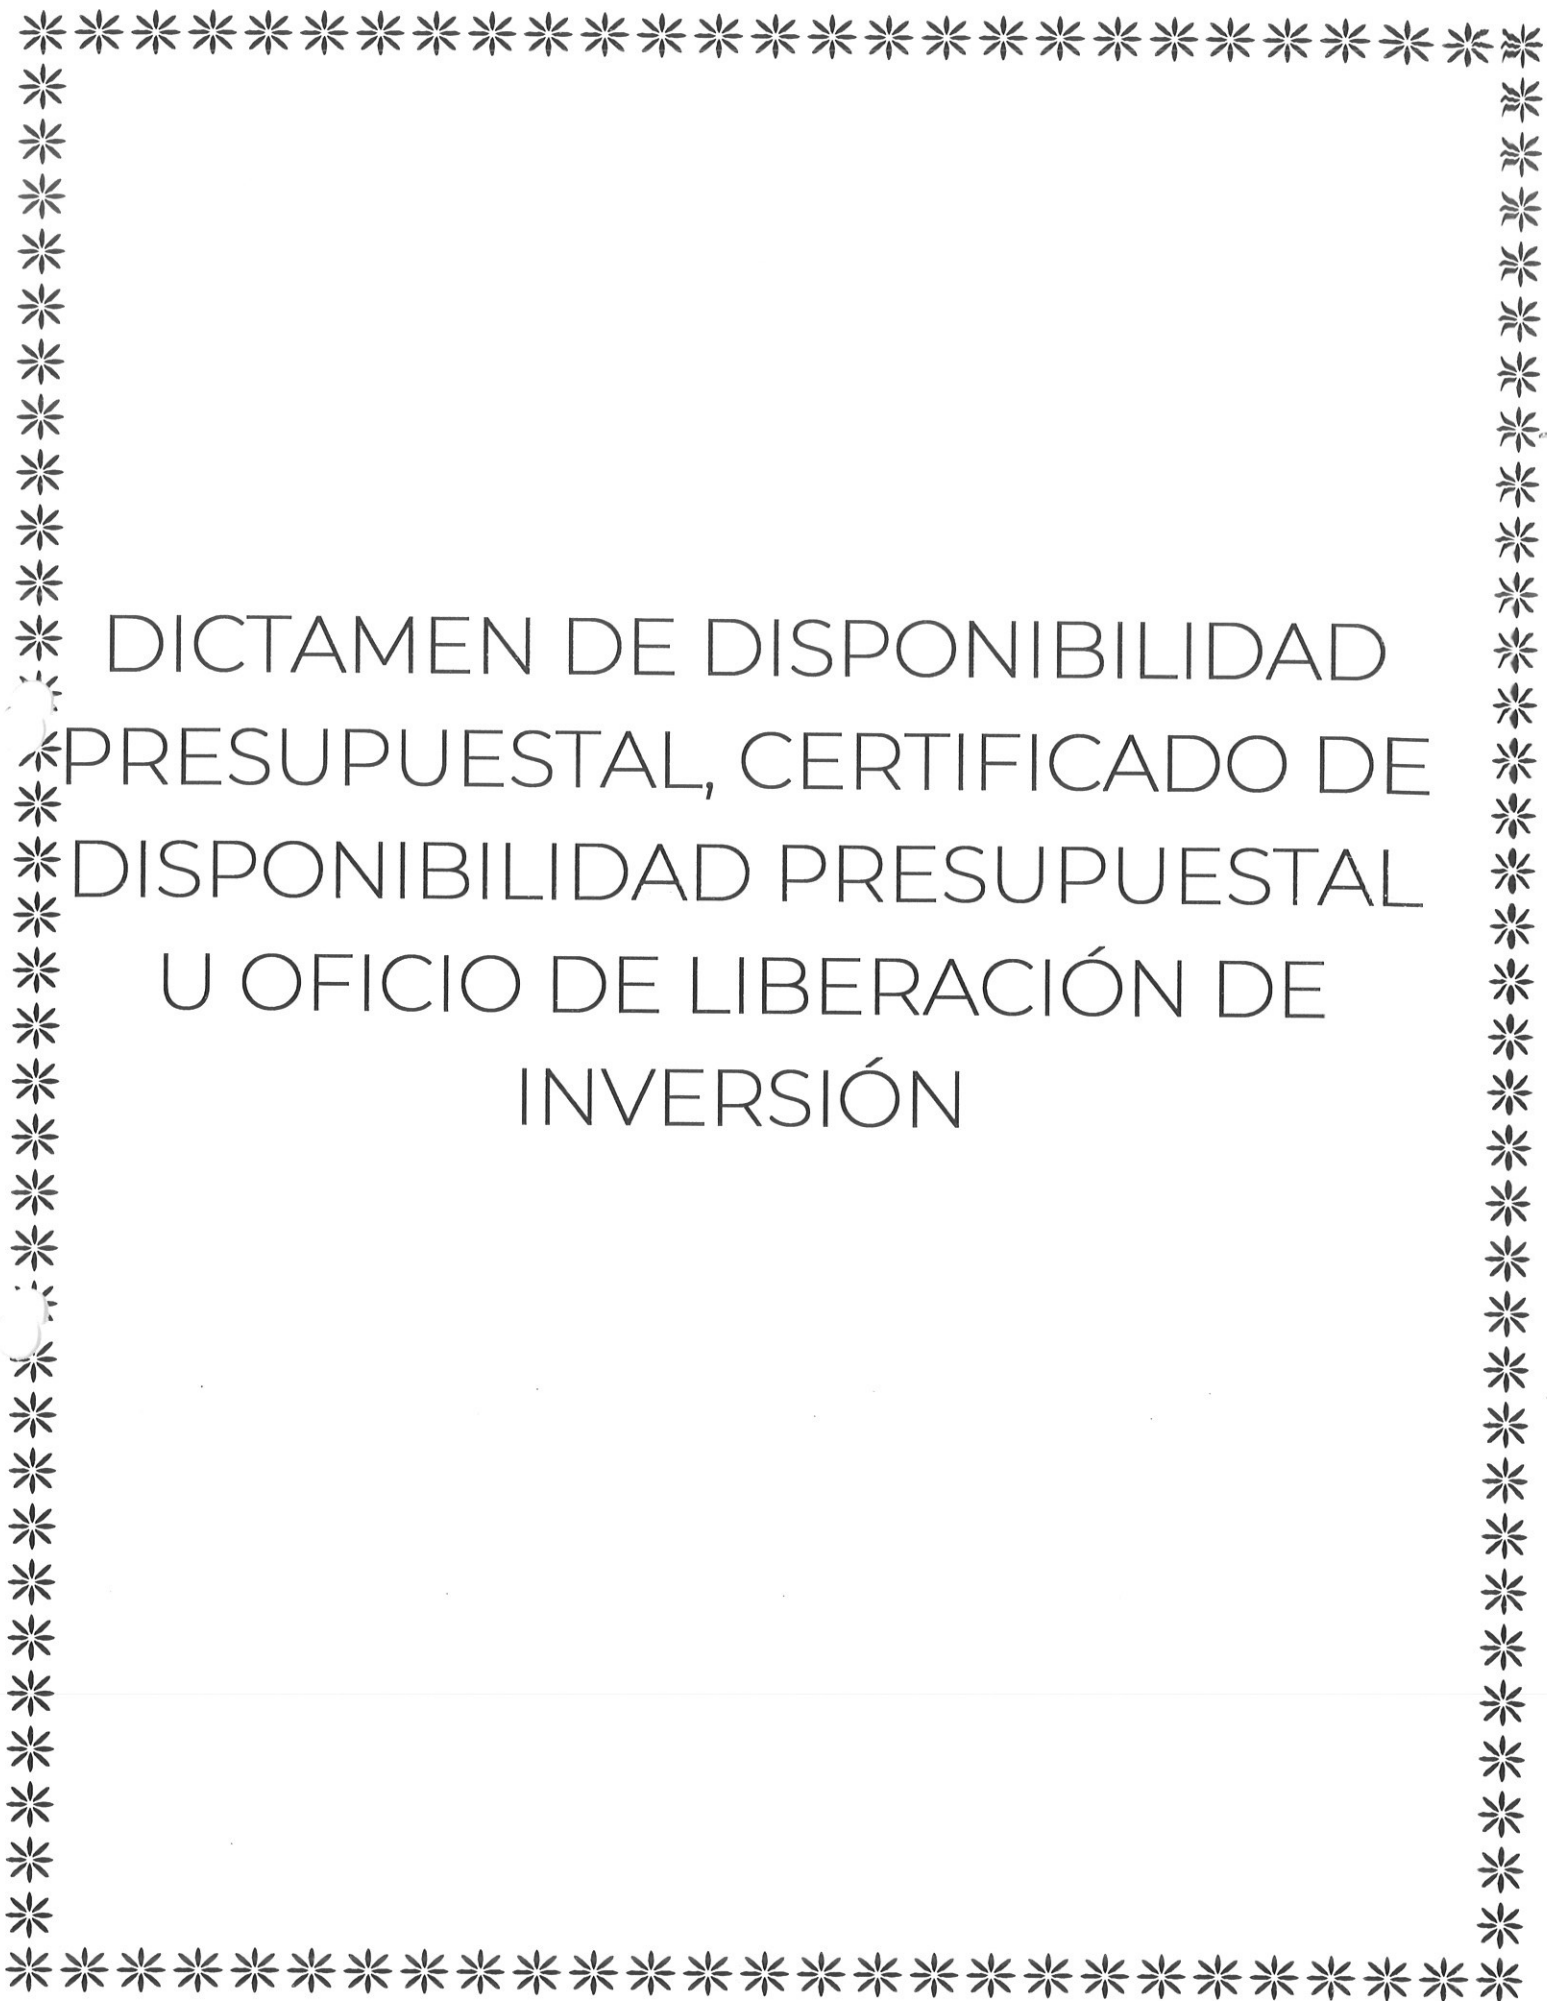 DICTAMEN DE DISPONIBILIDAD
PRESUPUESTAL, CERTIFICADO DE
DISPONIBILIDAD PRESUPUESTAL
U OFICIO DE LIBERACIÓN DE
INVERSIÓN